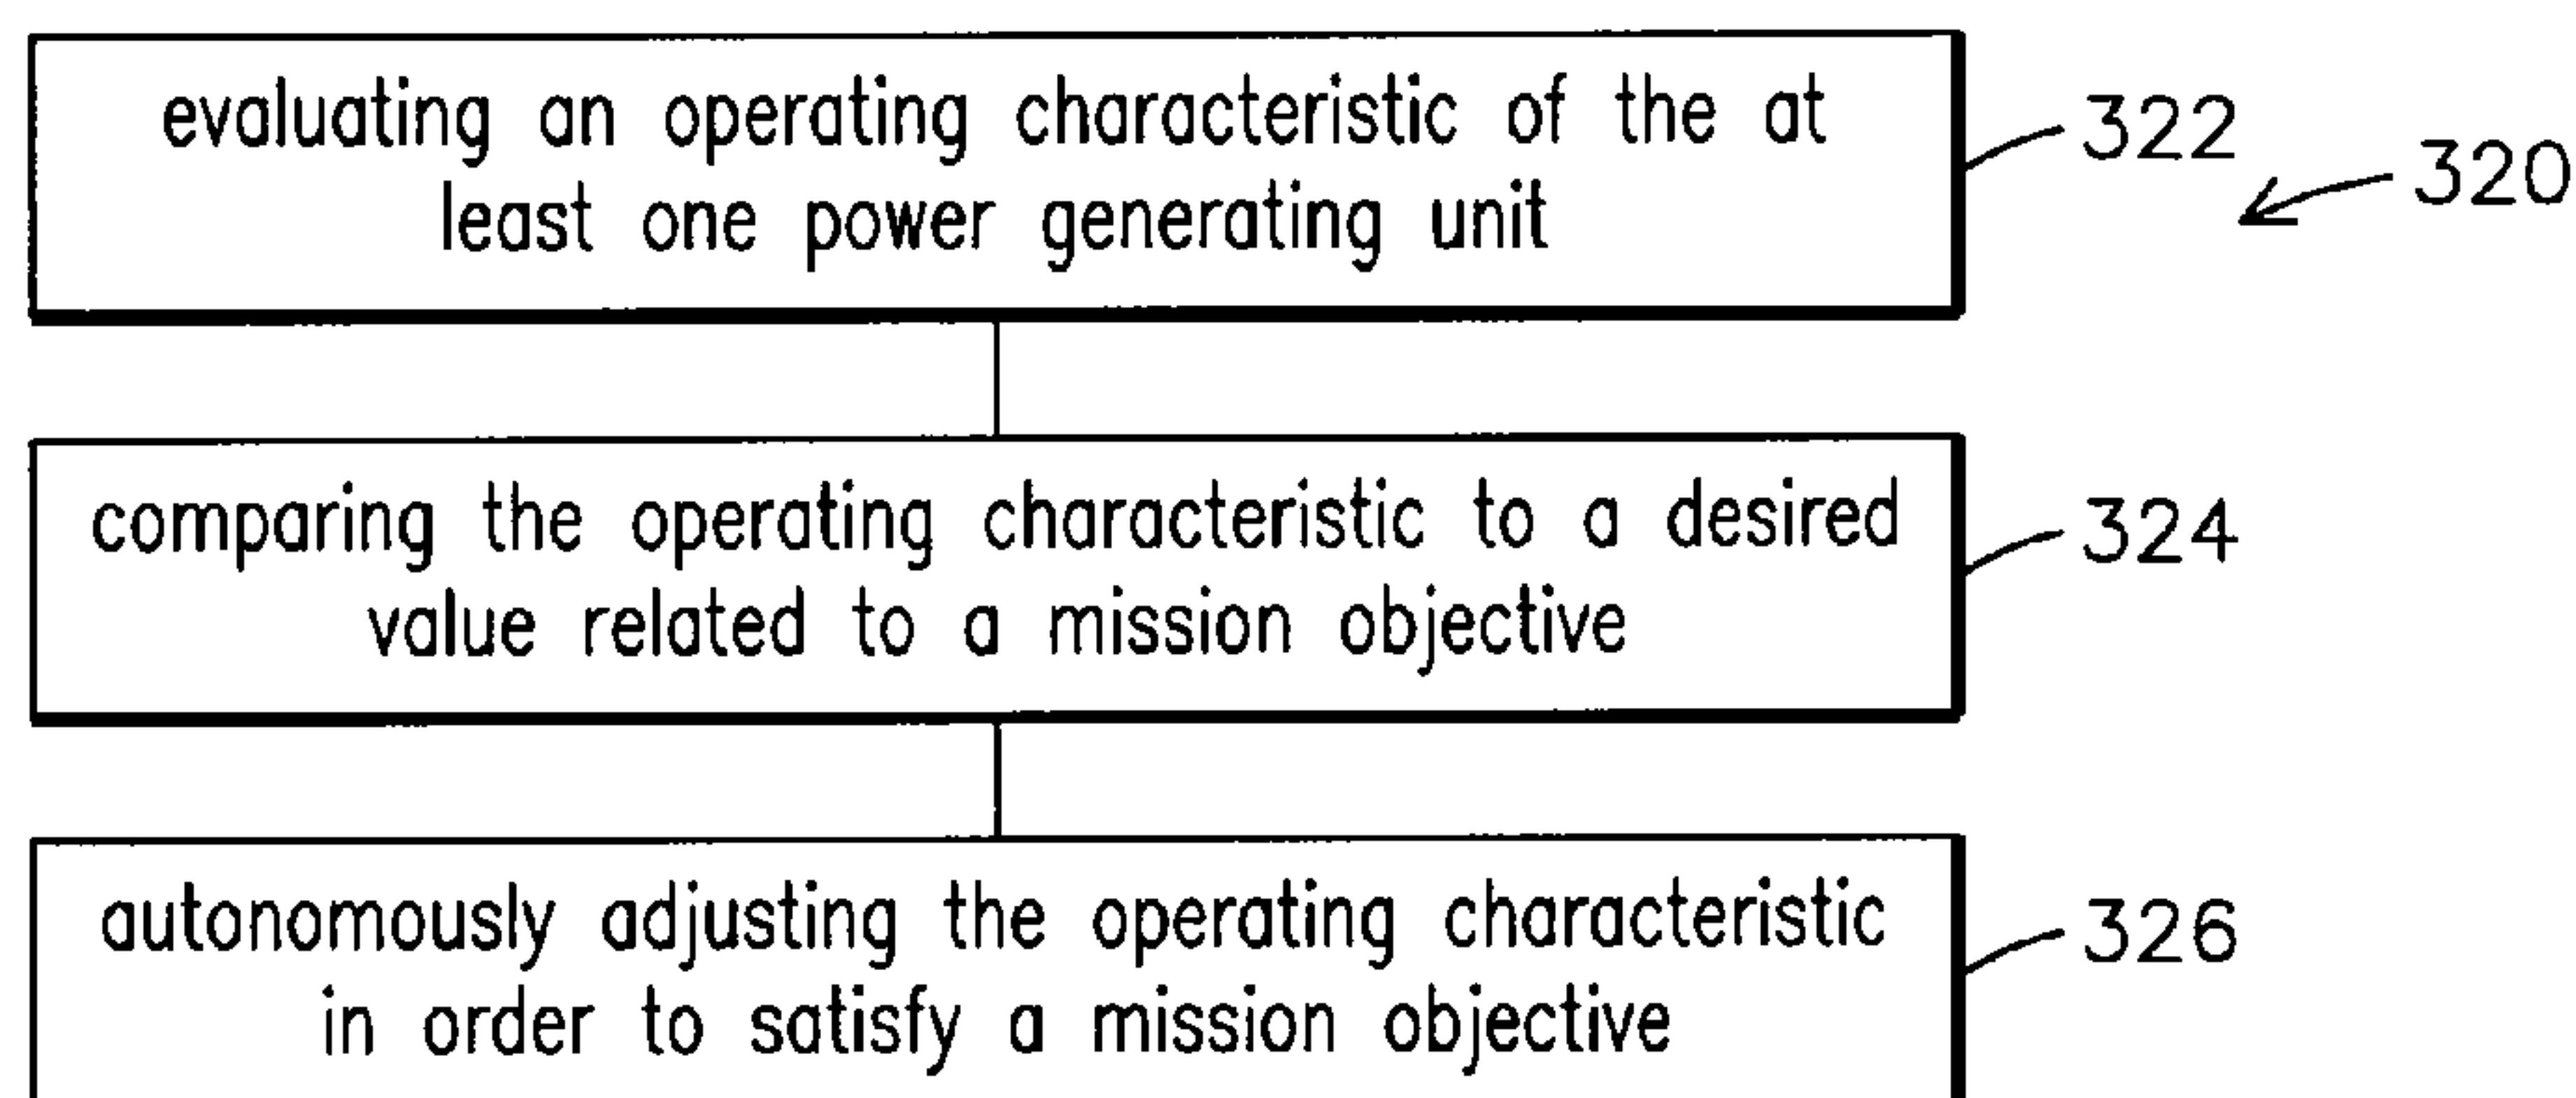 evaluating an operating characteristic of the at
least one power generating unit
322
320
comparing the operating characteristic to a desired
value related to a mission objective
324
autonomously adjusting the operating characteristic
in order to satisfy a mission objective
326